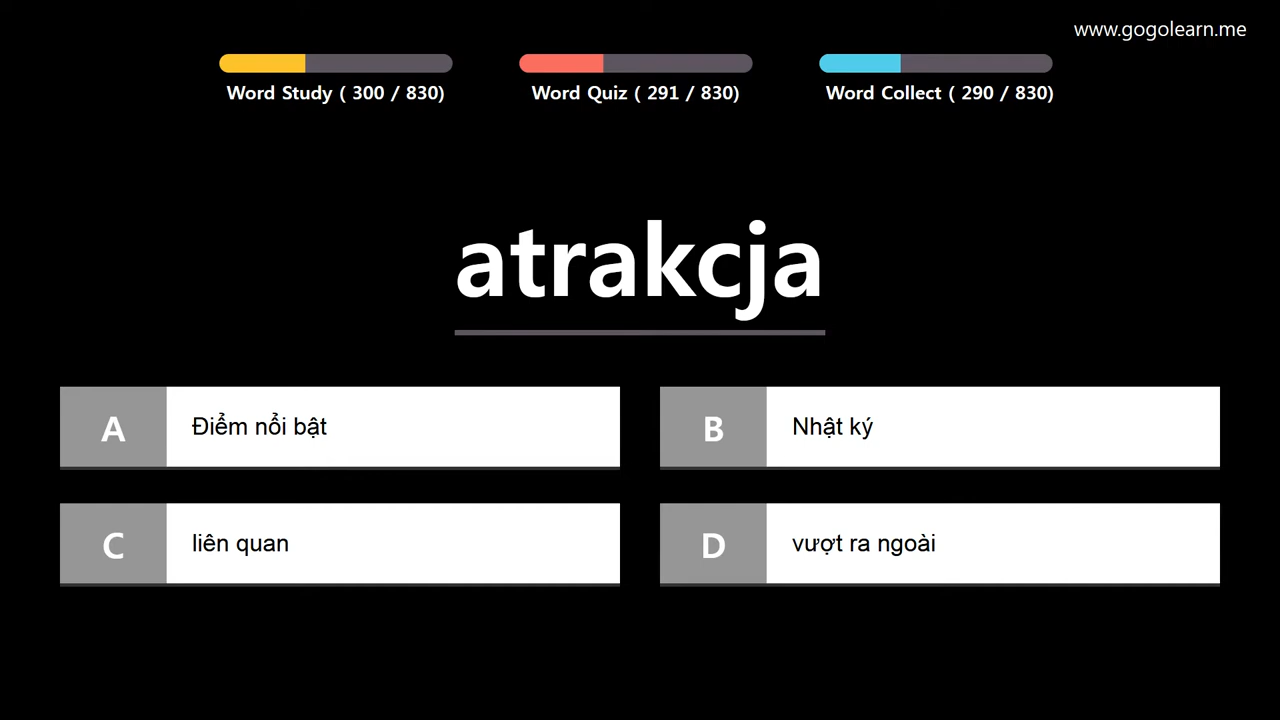 www.gogolearn.me
Word Study ( 300 / 830)
Word Quiz ( 291 / 830)
Word Collect ( 290 / 830)
atrakcja
A
Điểm nổi bật
B
Nhật ký
C
liên quan
D
vượt ra ngoài